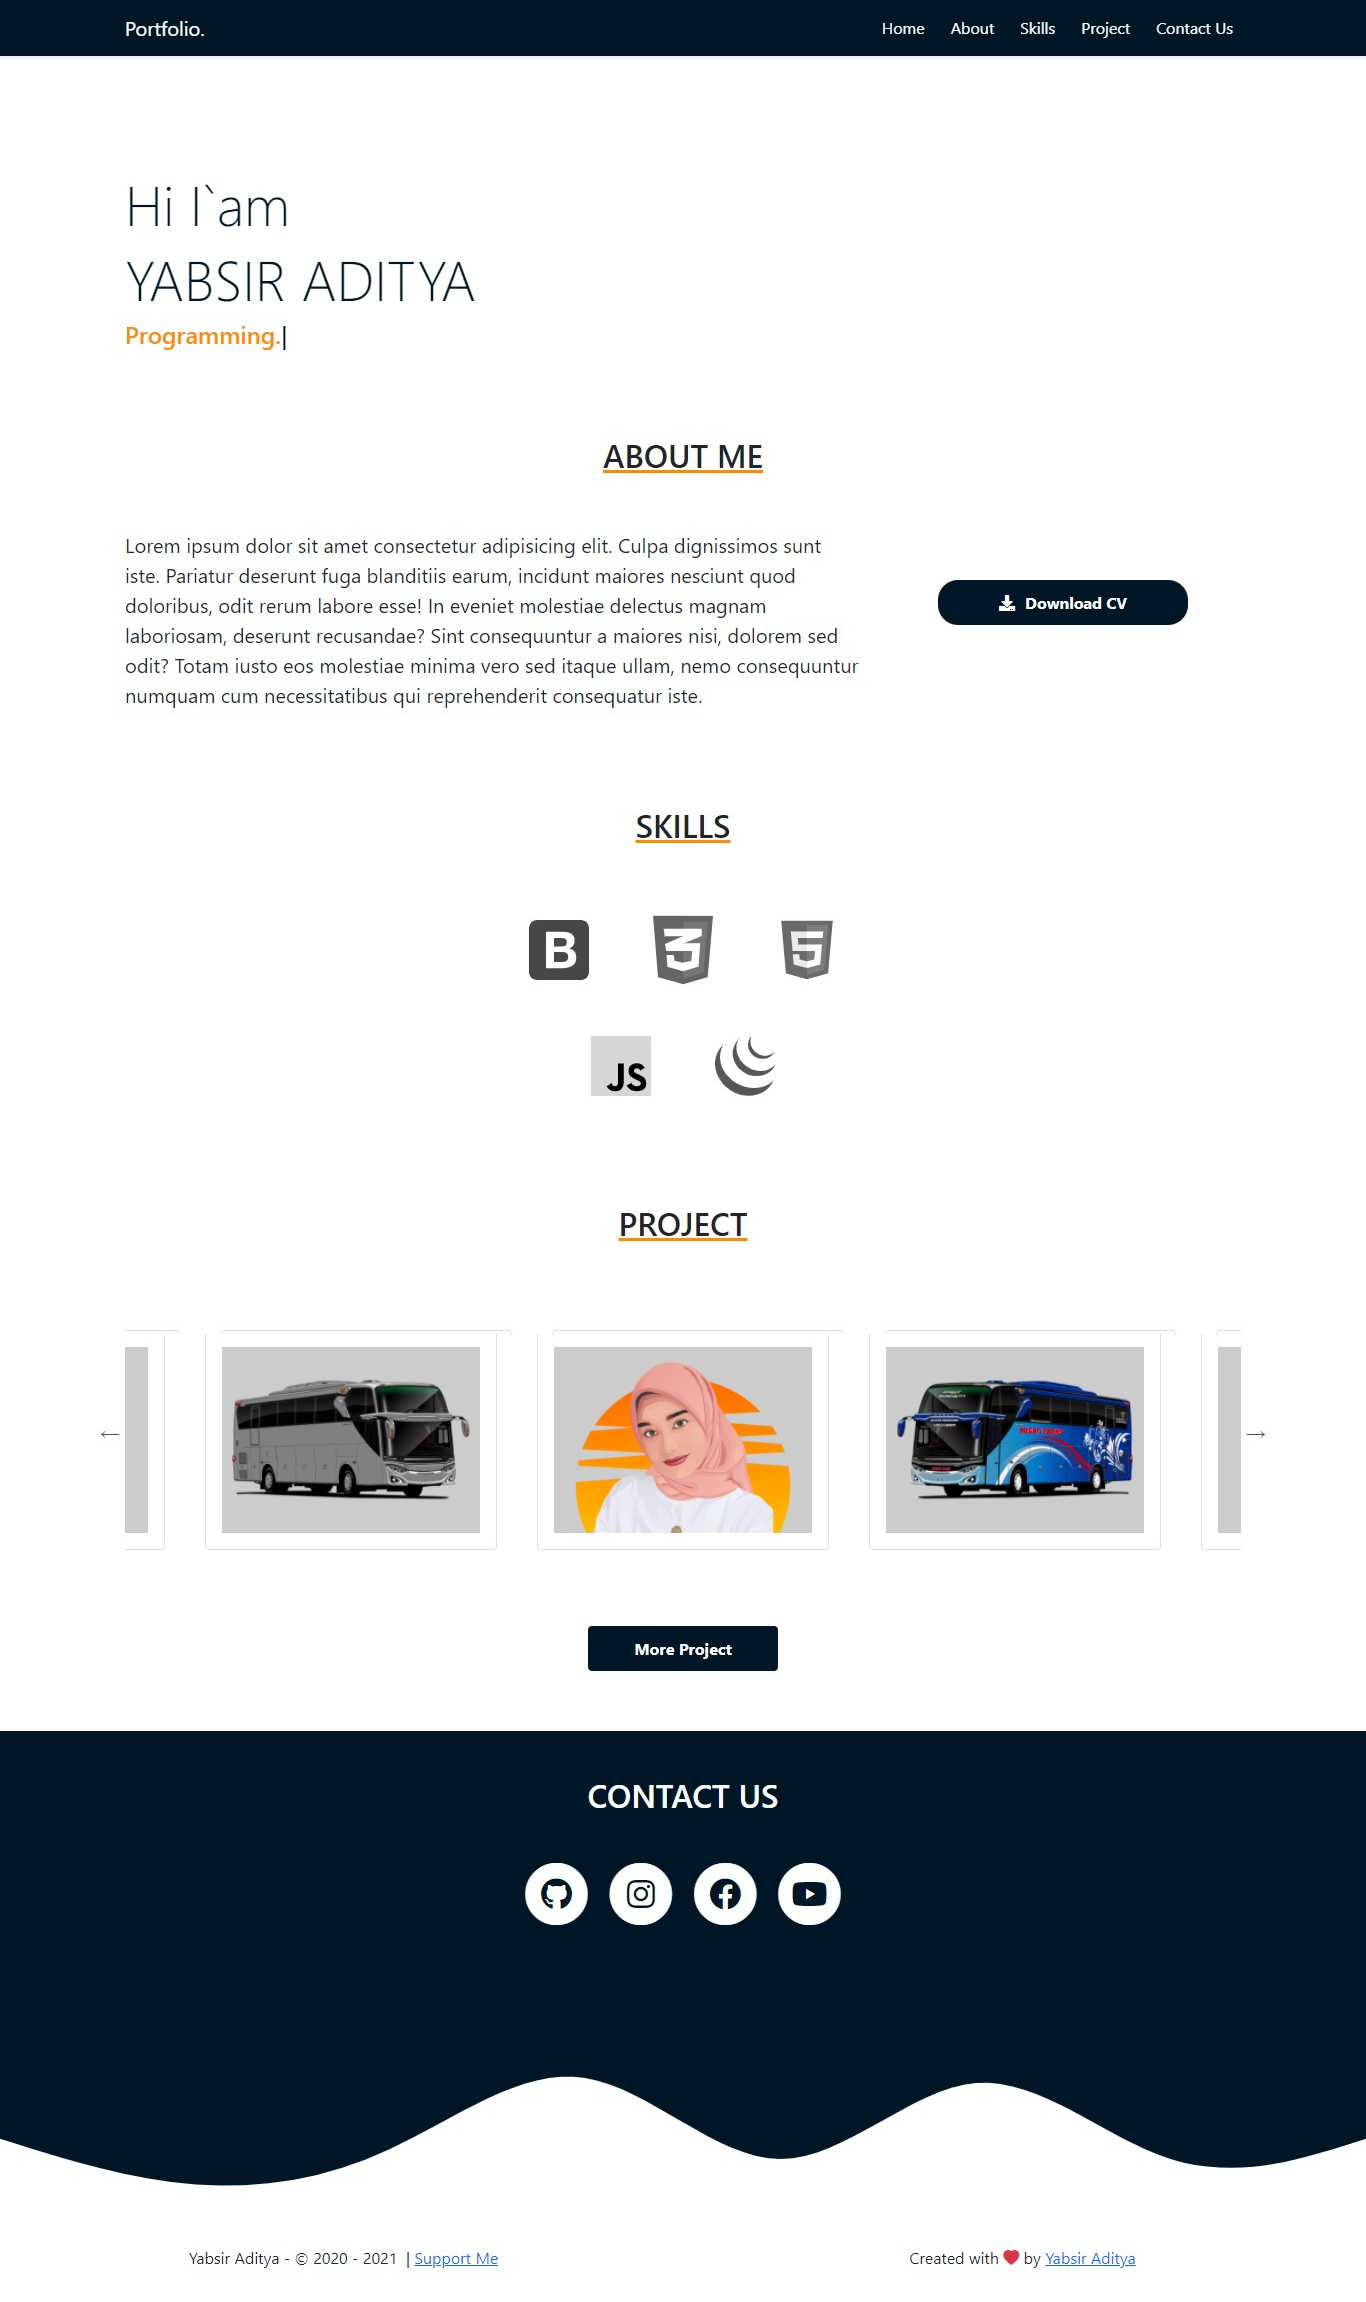 Portfolio.
Home
About
Skills
Project
Contact Us
Hi I`am
YABSIR ADITYA
Programming.|
ABOUT ME
Lorem ipsum dolor sit amet consectetur adipisicing elit. Culpa dignissimos sunt
iste. Pariatur deserunt fuga blanditiis earum, incidunt maiores nesciunt quod
doloribus, odit rerum labore esse! In eveniet molestiae delectus magnam
laboriosam, deserunt recusandae? Sint consequuntur a maiores nisi, dolorem sed
odit? Totam iusto eos molestiae minima vero sed itaque ullam, nemo consequuntur
numquam cum necessitatibus qui reprehenderit consequatur iste.
Download CV
SKILLS
B
3
5
JS
PROJECT
←
→
More Project
CONTACT US
Yabsir Aditya - © 2020 - 2021 | Support Me
Created with ❤ by Yabsir Aditya